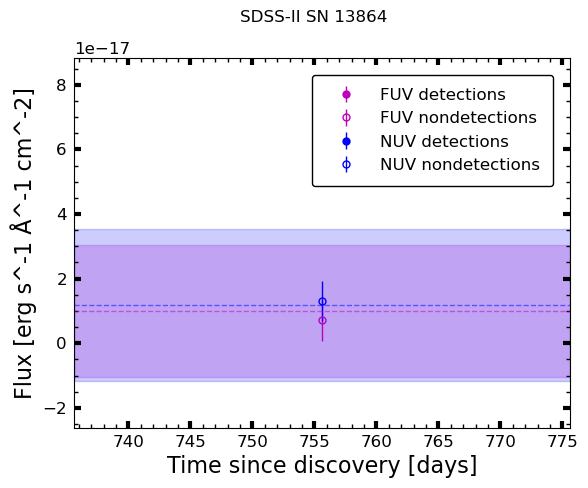 SDSS-II SN 13864
1e−17
8
6
4
2
0
−2
Flux [erg s^-1 Å^-1 cm^-2]
FUV detections
FUV nondetections
NUV detections
NUV nondetections
740 745 750 755 760 765 770 775
Time since discovery [days]